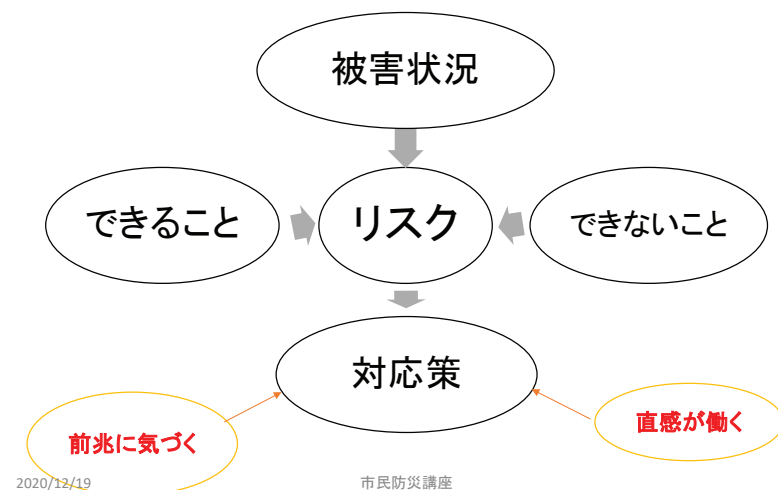 被害状況
できること
リスク
できないこと
対応策
前兆に気づく
直感が働く
2020/12/19
市民防災講座